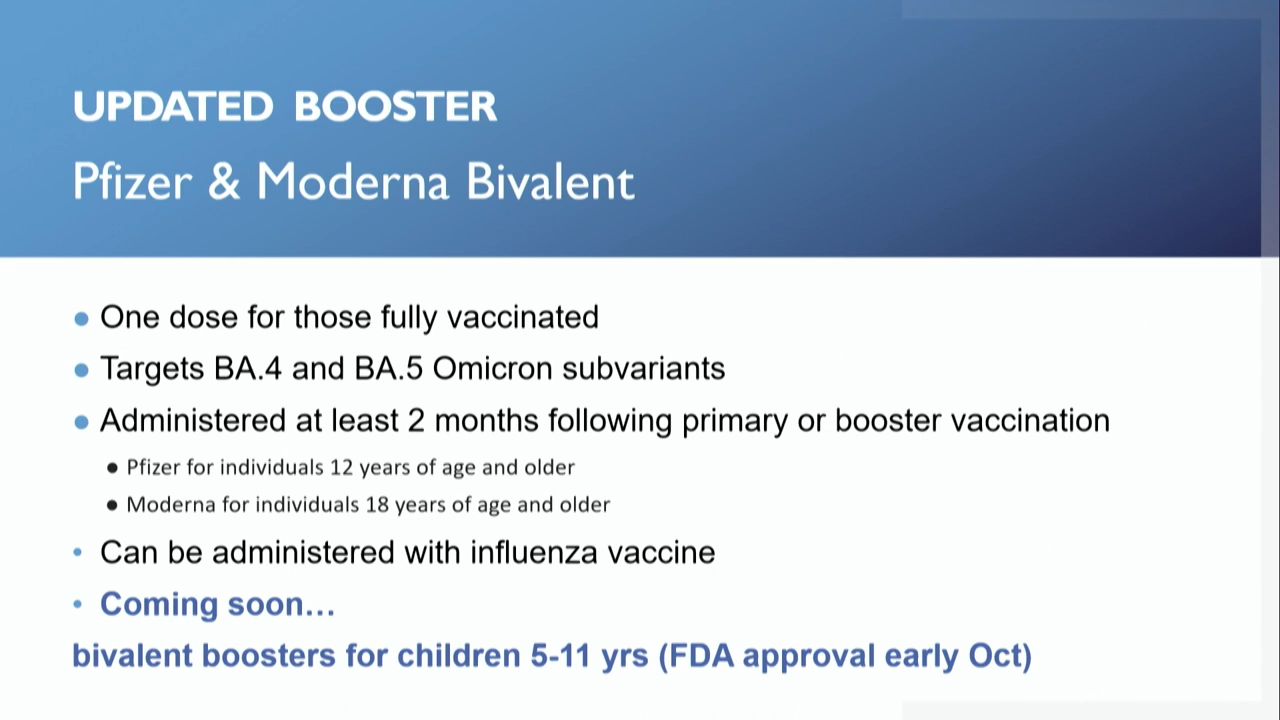 UPDATED BOOSTER
Pfizer & Moderna Bivalent
● One dose for those fully vaccinated
● Targets BA.4 and BA.5 Omicron subvariants
● Administered at least 2 months following primary or booster vaccination
● Pfizer for individuals 12 years of age and older
● Moderna for individuals 18 years of age and older
• Can be administered with influenza vaccine
• Coming soon…
bivalent boosters for children 5-11 yrs (FDA approval early Oct)